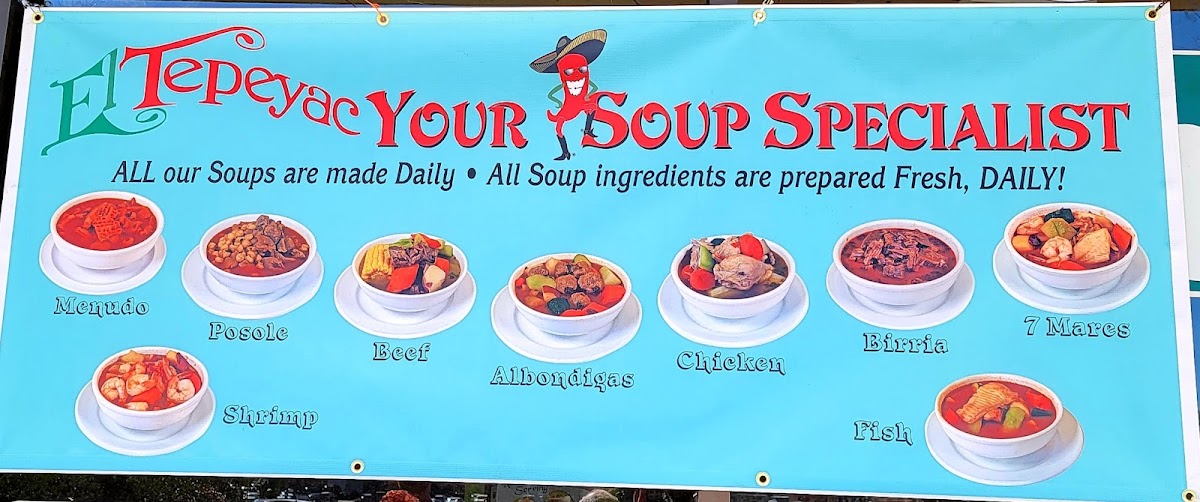 El Tepeyac YOUR SOUP SPECIALIST
ALL our Soups are made Daily • All Soup ingredients are prepared Fresh, DAILY!
Menudo
Posole
Beef
Albondigas
Chicken
Birria
7 Mares
Shrimp
Fish
Serving